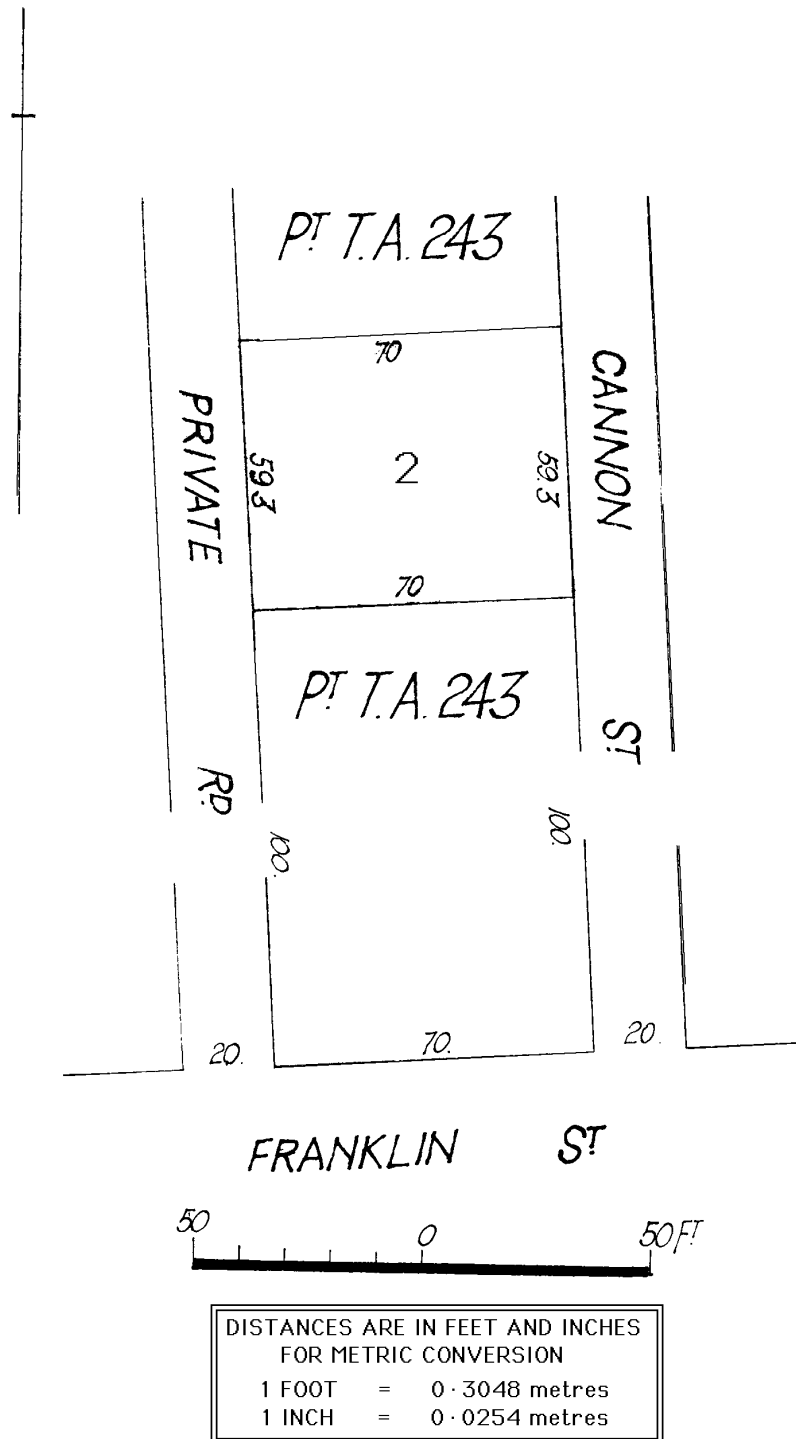 PT T.A. 243
70
PRIVATE RD.
59.3
2
59.3
CANNON ST
70
PT T.A. 243
100.
100.
20.
70.
20.
FRANKLIN ST
50 0 50 FT
DISTANCES ARE IN FEET AND INCHES
FOR METRIC CONVERSION
1 FOOT = 0·3048 metres
1 INCH = 0·0254 metres